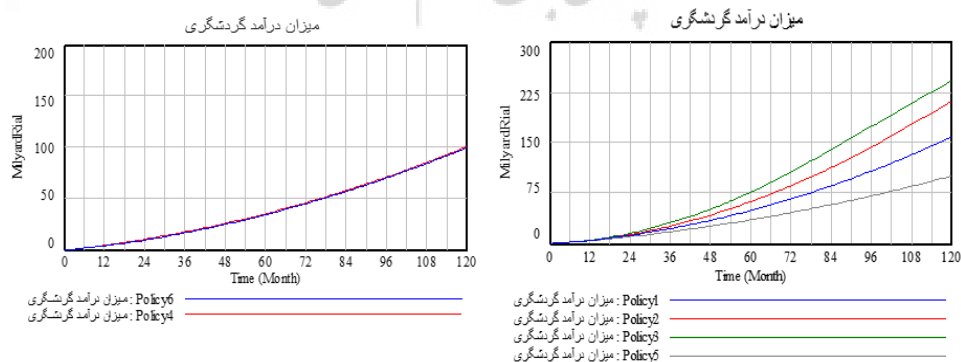 میزان درآمد گردشگری
200
150
100
50
0
MilyardRial
0 12 24 36 48 60 72 84 96 108 120
Time (Month)
میزان درآمد گردشگری : Policy6
میزان درآمد گردشگری : Policy4
میزان درآمد گردشگری
300
225
150
75
0
MilyardRial
0 12 24 36 48 60 72 84 96 108 120
Time (Month)
میزان درآمد گردشگری : Policy1
میزان درآمد گردشگری : Policy2
میزان درآمد گردشگری : Policy3
میزان درآمد گردشگری : Policy5